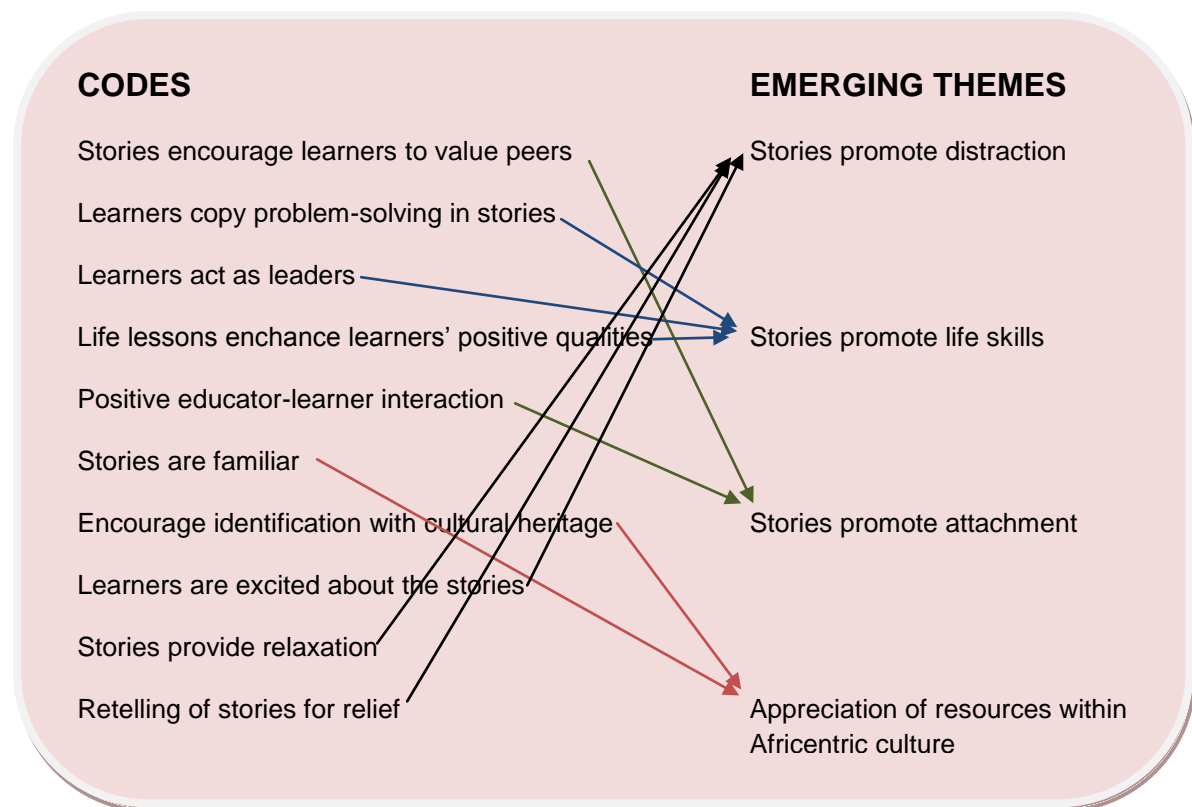 CODES
EMERGING THEMES
Stories encourage learners to value peers
Stories promote distraction
Learners copy problem-solving in stories
Learners act as leaders
Life lessons enchance learners’ positive qualities
Stories promote life skills
Positive educator-learner interaction
Stories are familiar
Encourage identification with cultural heritage
Stories promote attachment
Learners are excited about the stories
Stories provide relaxation
Retelling of stories for relief
Appreciation of resources within
Africentric culture